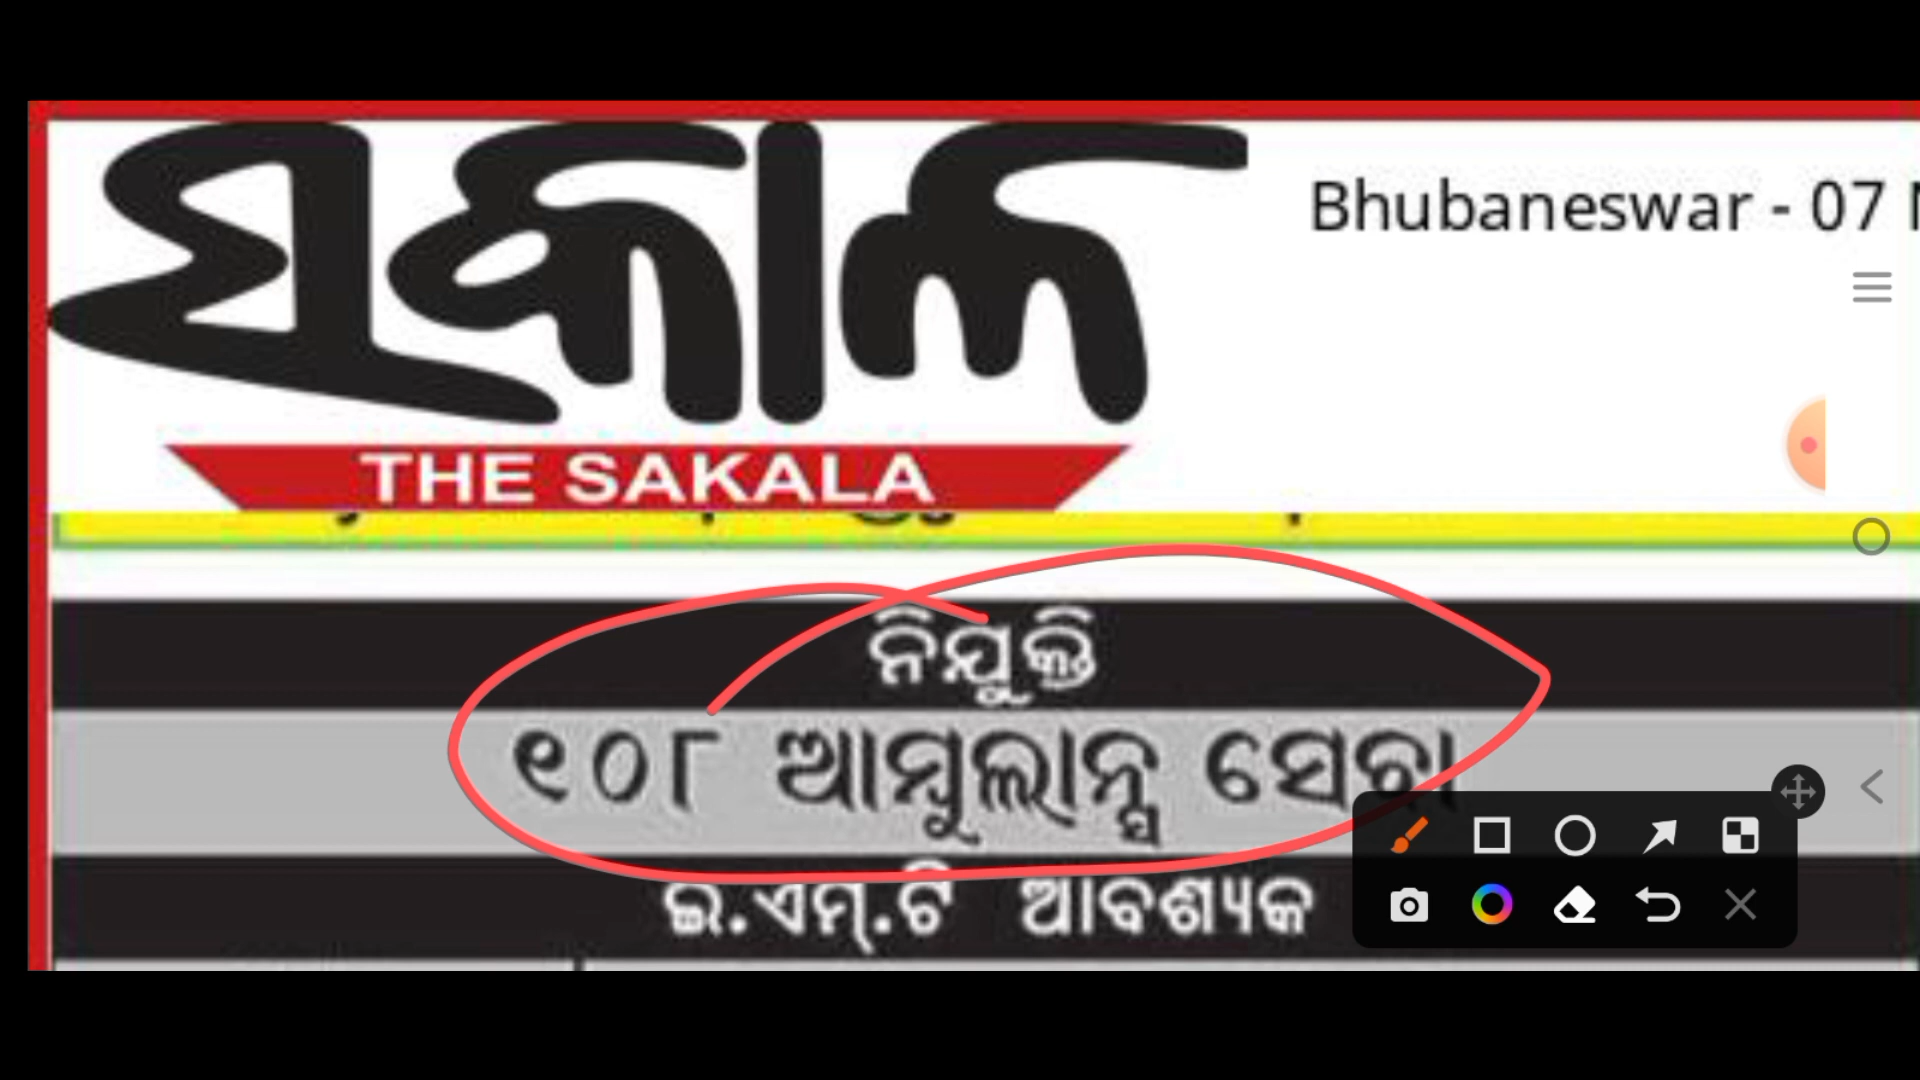 ସକାଳ
THE SAKALA
Bhubaneswar - 07
ନିଯୁକ୍ତି
୧୦୮ ଆମ୍ବୁଲାନ୍ସ ସେବା
ଇ.ଏମ୍.ଟି ଆବଶ୍ୟକ